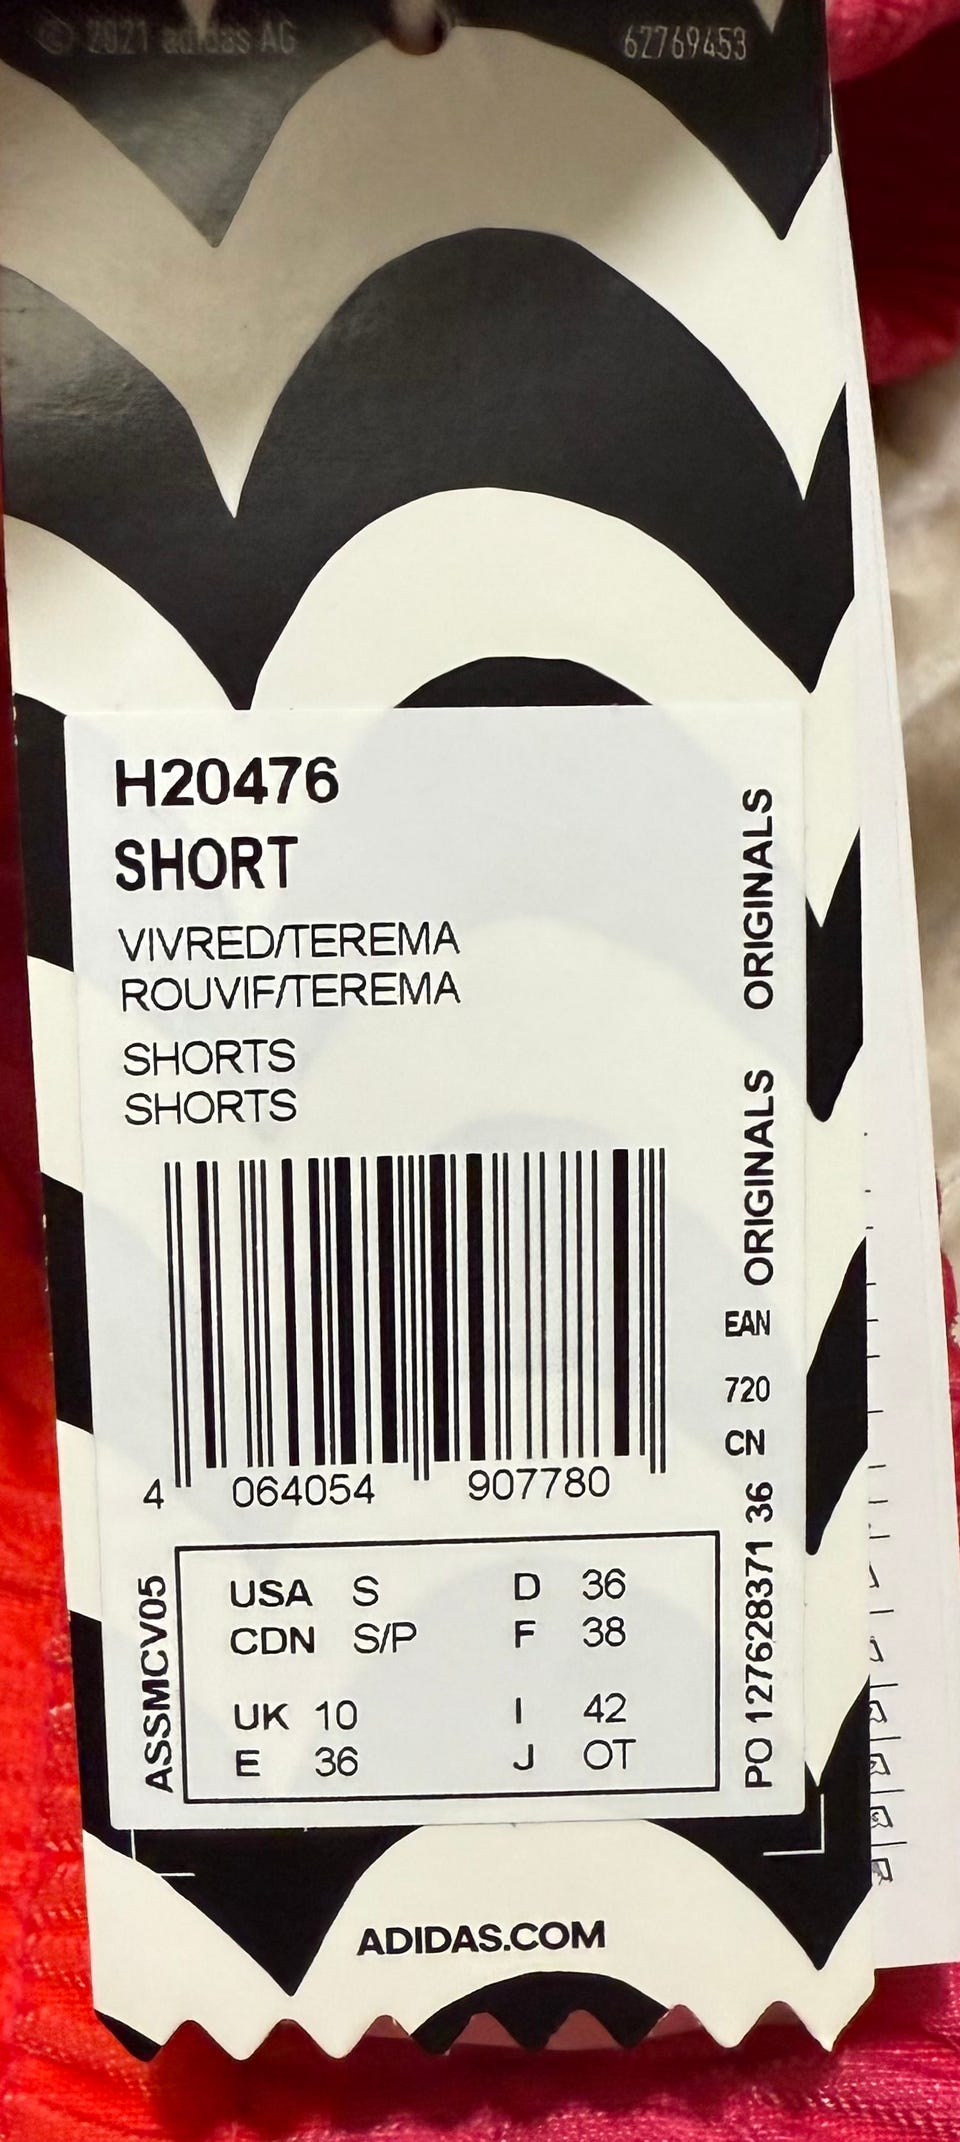 © 2021 adidas AG
62769453
H20476
SHORT
VIVRED/TEREMA
ROUVIF/TEREMA
SHORTS
SHORTS
ORIGINALS ORIGINALS
EAN
720
CN
PO 127628371 36
4 064054 907780
ASSMCV05
USA S D 36
CDN S/P F 38
UK 10 I 42
E 36 J OT
ADIDAS.COM